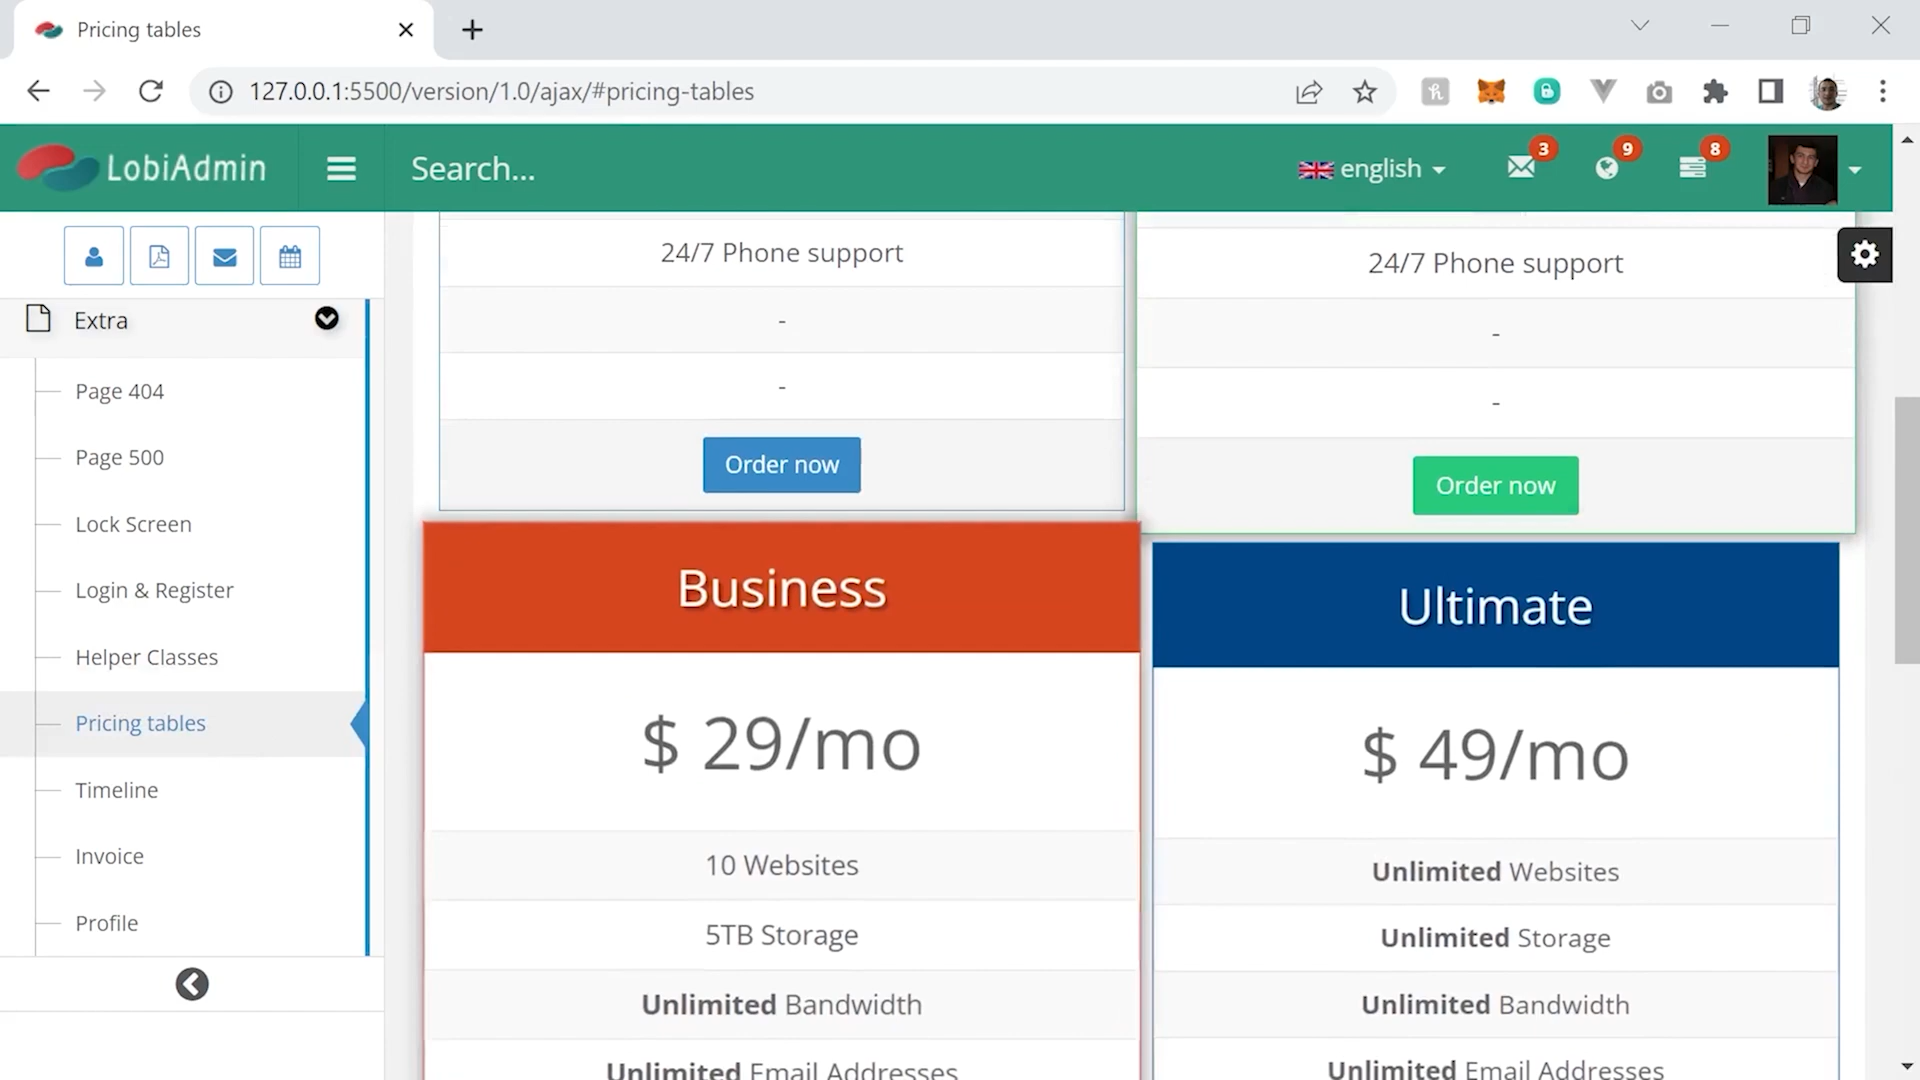 Pricing tables
127.0.0.1:5500/version/1.0/ajax/#pricing-tables
LobiAdmin
Search...
english
3
9
8
Extra
Page 404
Page 500
Lock Screen
Login & Register
Helper Classes
Pricing tables
Timeline
Invoice
Profile
24/7 Phone support
-
-
Order now
24/7 Phone support
-
-
Order now
Business
$ 29/mo
10 Websites
5TB Storage
Unlimited Bandwidth
Unlimited Email Addresses
Ultimate
$ 49/mo
Unlimited Websites
Unlimited Storage
Unlimited Bandwidth
Unlimited Email Addresses